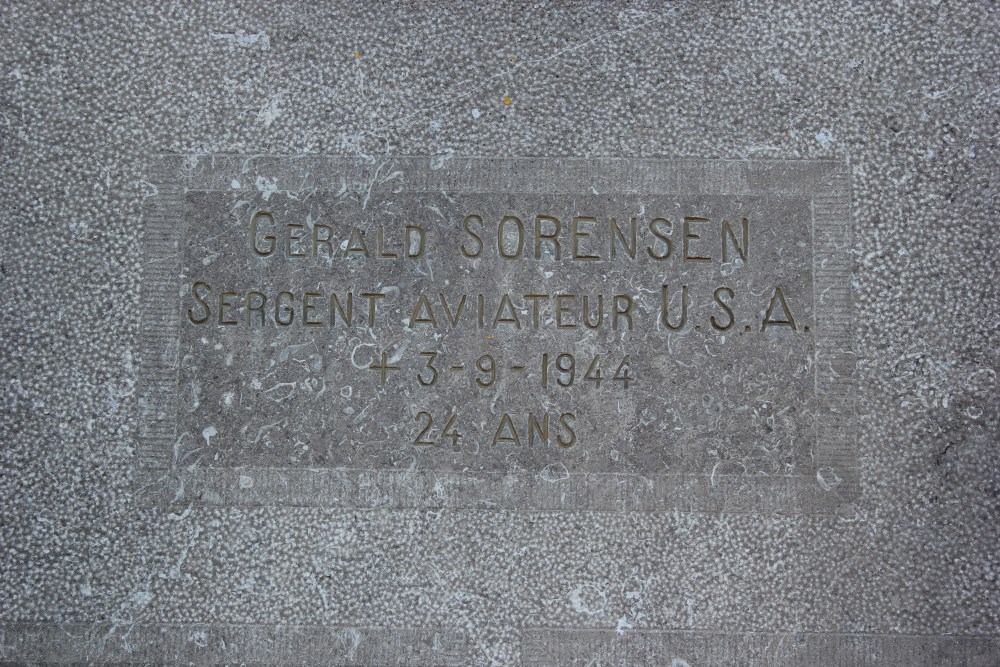 Gerald SORENSEN
Sergent aviateur U.S.A.
+ 3-9-1944
24 ans